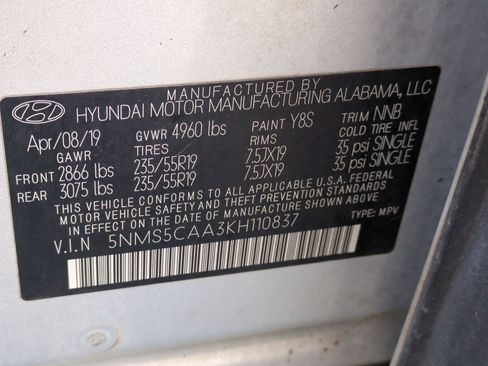 MANUFACTURED BY
HYUNDAI MOTOR MANUFACTURING ALABAMA, LLC
Apr/08/19 GVWR 4960 lbs PAINT Y8S TRIM NNB
GAWR TIRES RIMS COLD TIRE INFL
FRONT 2866 lbs 235/55R19 7.5JX19 35 psi SINGLE
REAR 3075 lbs 235/55R19 7.5JX19 35 psi SINGLE
THIS VEHICLE CONFORMS TO ALL APPLICABLE U.S.A. FEDERAL
MOTOR VEHICLE SAFETY AND THEFT PREVENTION STANDARDS
IN EFFECT ON THE DATE OF MANUFACTURE SHOWN ABOVE.
V.I.N 5NMS5CAA3KH110837 TYPE: MPV